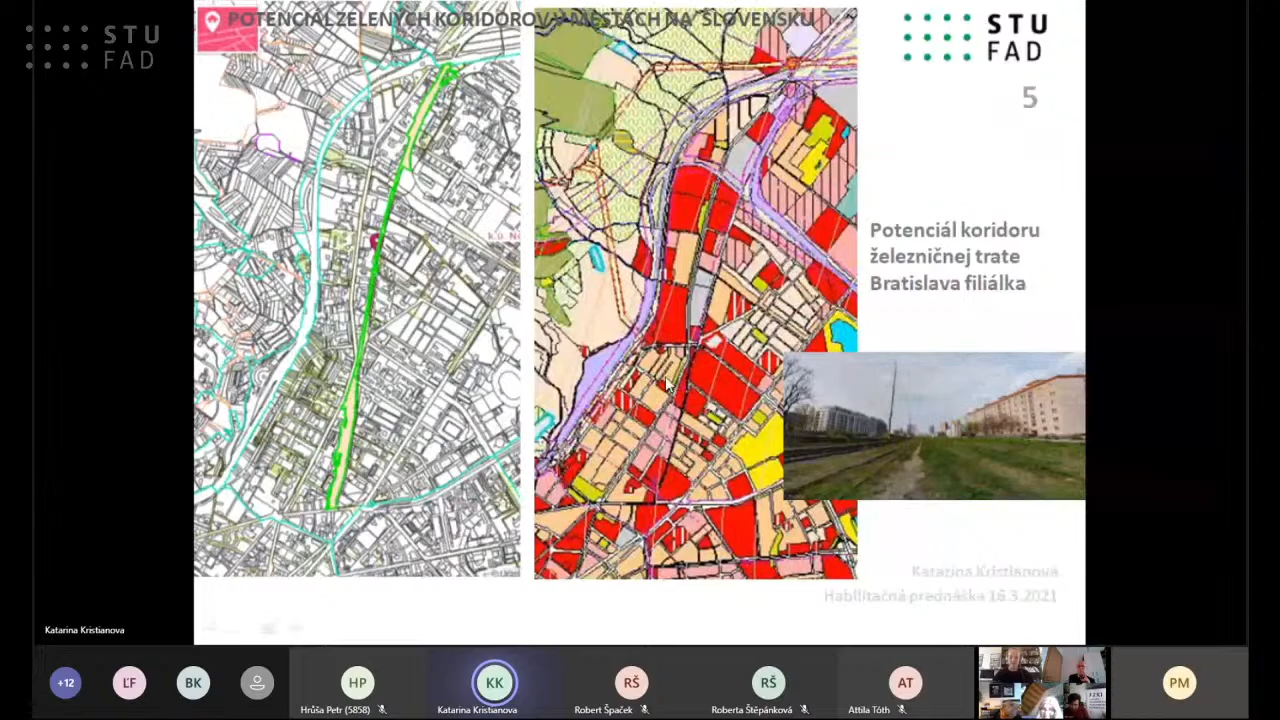 POTENCIÁL ZELENÝCH KORIDOROV V MESTÁCH NA SLOVENSKU
STU
FAD
STU
FAD
5
Potenciál koridoru
železničnej trate
Bratislava filiálka
Katarína Kristiánová
Habilitačná prednáška 16.3.2021
Katarina Kristianova
+12
ĽF
BK
HP
Hrůša Petr (5858)
KK
Katarina Kristianova
RŠ
Robert Špaček
RŠ
Roberta Štěpánková
AT
Attila Tóth
PM